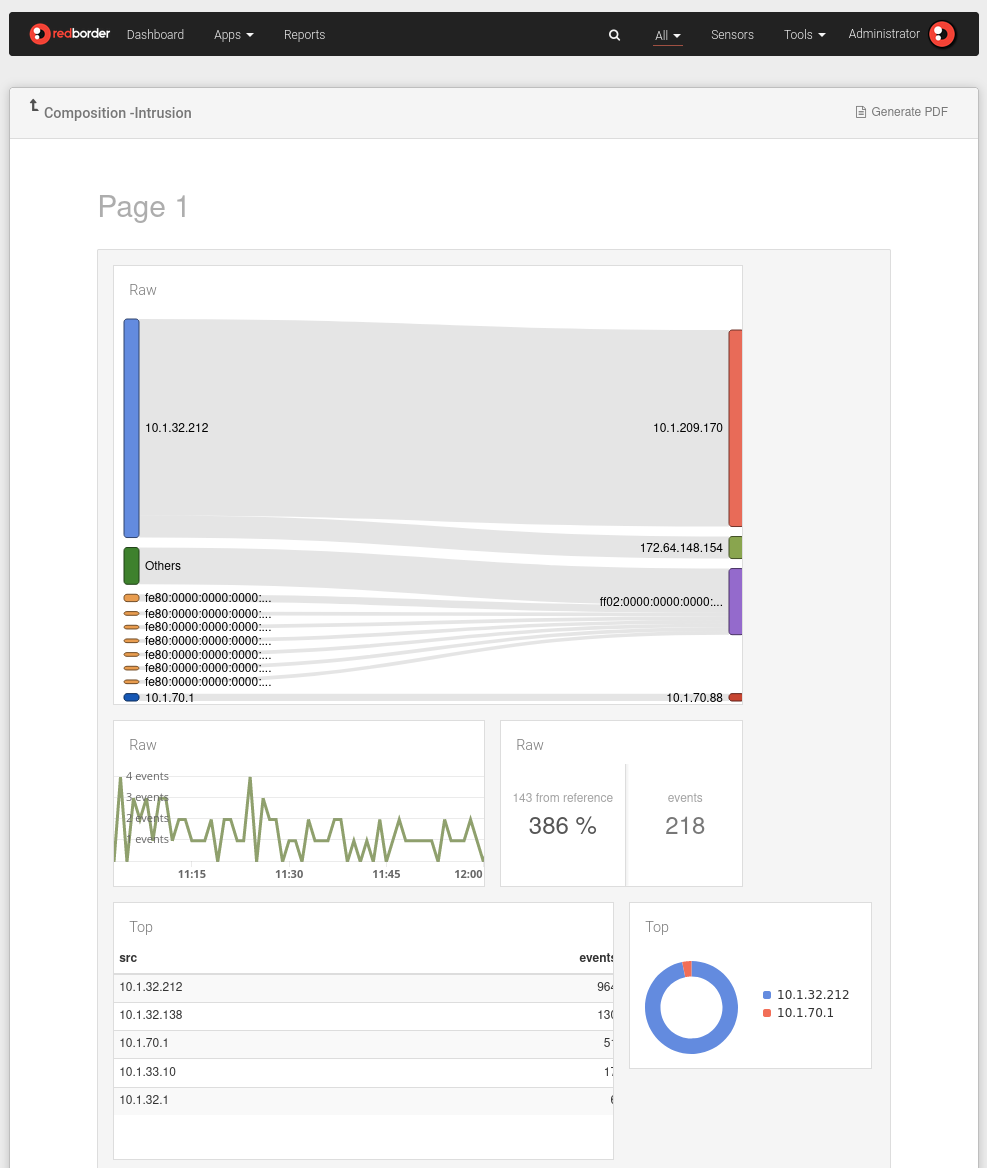 redborder Dashboard Apps Reports All Sensors Tools Administrator
Composition -Intrusion Generate PDF
Page 1
Raw
10.1.32.212 10.1.209.170
172.64.148.154
Others
fe80:0000:0000:0000:...
ff02:0000:0000:0000:...
fe80:0000:0000:0000:...
fe80:0000:0000:0000:...
fe80:0000:0000:0000:...
fe80:0000:0000:0000:...
fe80:0000:0000:0000:...
fe80:0000:0000:0000:...
10.1.70.1 10.1.70.88
Raw
4 events
3 events
2 events
1 events
11:15 11:30 11:45 12:00
Raw
143 from reference events
386 % 218
Top
src events
10.1.32.212 964
10.1.32.138 130
10.1.70.1 51
10.1.33.10 17
10.1.32.1
Top
10.1.32.212
10.1.70.1